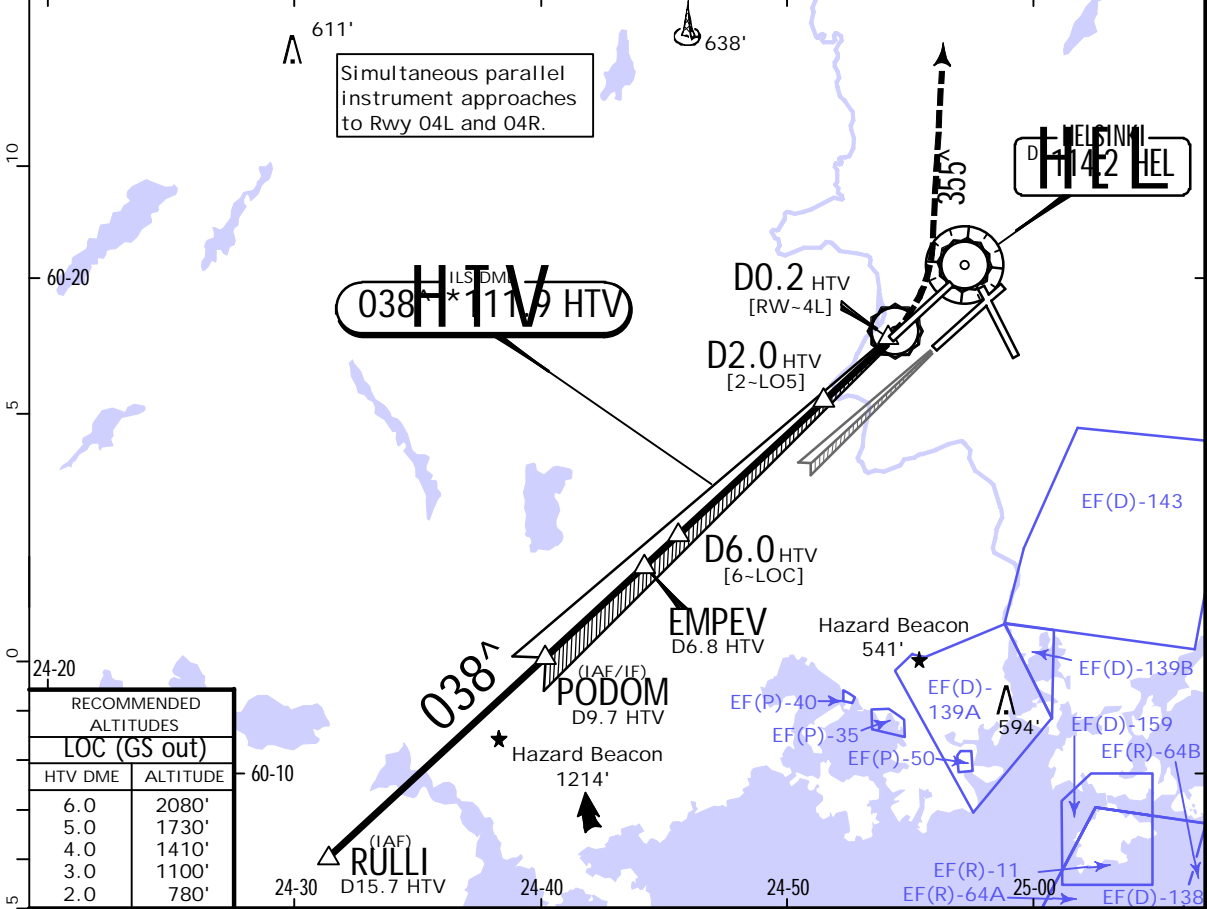 611'
638'
Simultaneous parallel
instrument approaches
to Rwy 04L and 04R.
HELSINKI
D 114.2 HEL
H E L
355^
10
60-20
ILS DME
038^ *111.9 HTV
H T V
D0.2 HTV
[RW~4L]
D2.0 HTV
[2~LO5]
5
EF(D)-143
D6.0 HTV
[6~LOC]
EMPEV
D6.8 HTV
Hazard Beacon
541'
0
24-20
038^
(IAF/IF)
PODOM
D9.7 HTV
EF(D)-139B
EF(D)-
139A
594'
EF(P)-40
EF(P)-35
EF(P)-50
EF(D)-159
EF(R)-64B
Hazard Beacon
1214'
60-10
RECOMMENDED
ALTITUDES
LOC (GS out)
HTV DME ALTITUDE
6.0 2080'
5.0 1730'
4.0 1410'
3.0 1100'
2.0 780'
(IAF)
RULLI
D15.7 HTV
EF(R)-11
EF(R)-64A
EF(D)-138
5
24-30
24-40
24-50
25-00